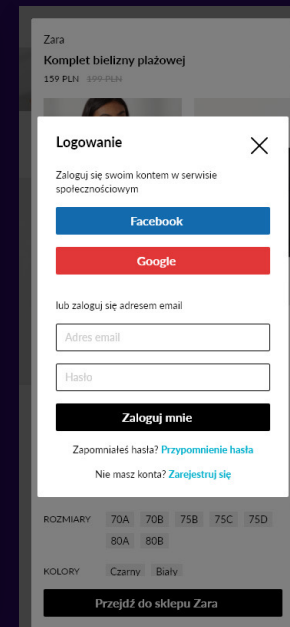 Zara
Komplet bielizny plażowej
159 PLN 199 PLN
Logowanie
Zaloguj się swoim kontem w serwisie
społecznościowym
Facebook
Google
lub zaloguj się adresem email
Adres email
Hasło
Zaloguj mnie
Zapomniałeś hasła? Przypomnienie hasła
Nie masz konta? Zarejestruj się
ROZMIARY 70A 70B 75B 75C 75D
80A 80B
KOLORY Czarny Biały
Przejdź do sklepu Zara